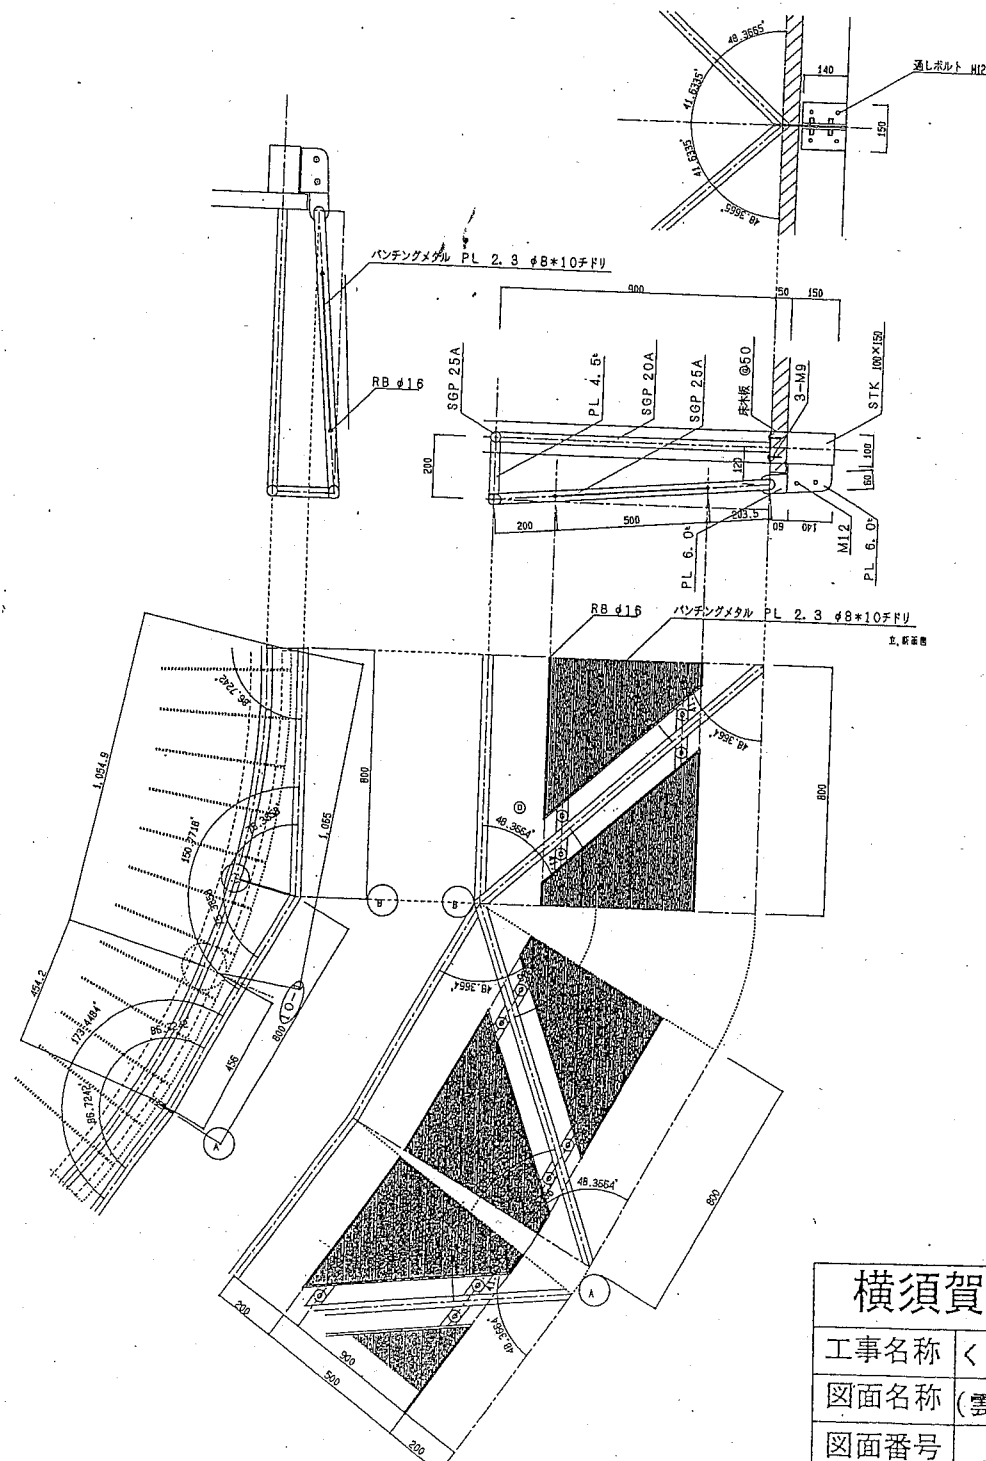 48.3665°
41.6335°
41.6335°
48.3665°
140
通しボルト M12
150
パンチングメタル PL 2.3 φ8*10チドリ
RB φ16
900
50
150
SGP 25A
PL 4.5t
SGP 20A
SGP 25A
床木板 @50
3-M9
STK 100×150
200
120
100
60
200
500
203.5
60
140
PL 6.0t
M12
PL 6.0t
RB φ16
パンチングメタル PL 2.3 φ8*10チドリ
立,断面図
86.7242°
1,054.9
800
1,055
150.7718°
454.2
173.4484°
86.7242°
456
800
A
B
B
48.3664°
48.3664°
800
48.3664°
48.3664°
800
A
48.3664°
200
900
500
200
横須賀
工事名称 く
図面名称 (雲
図面番号